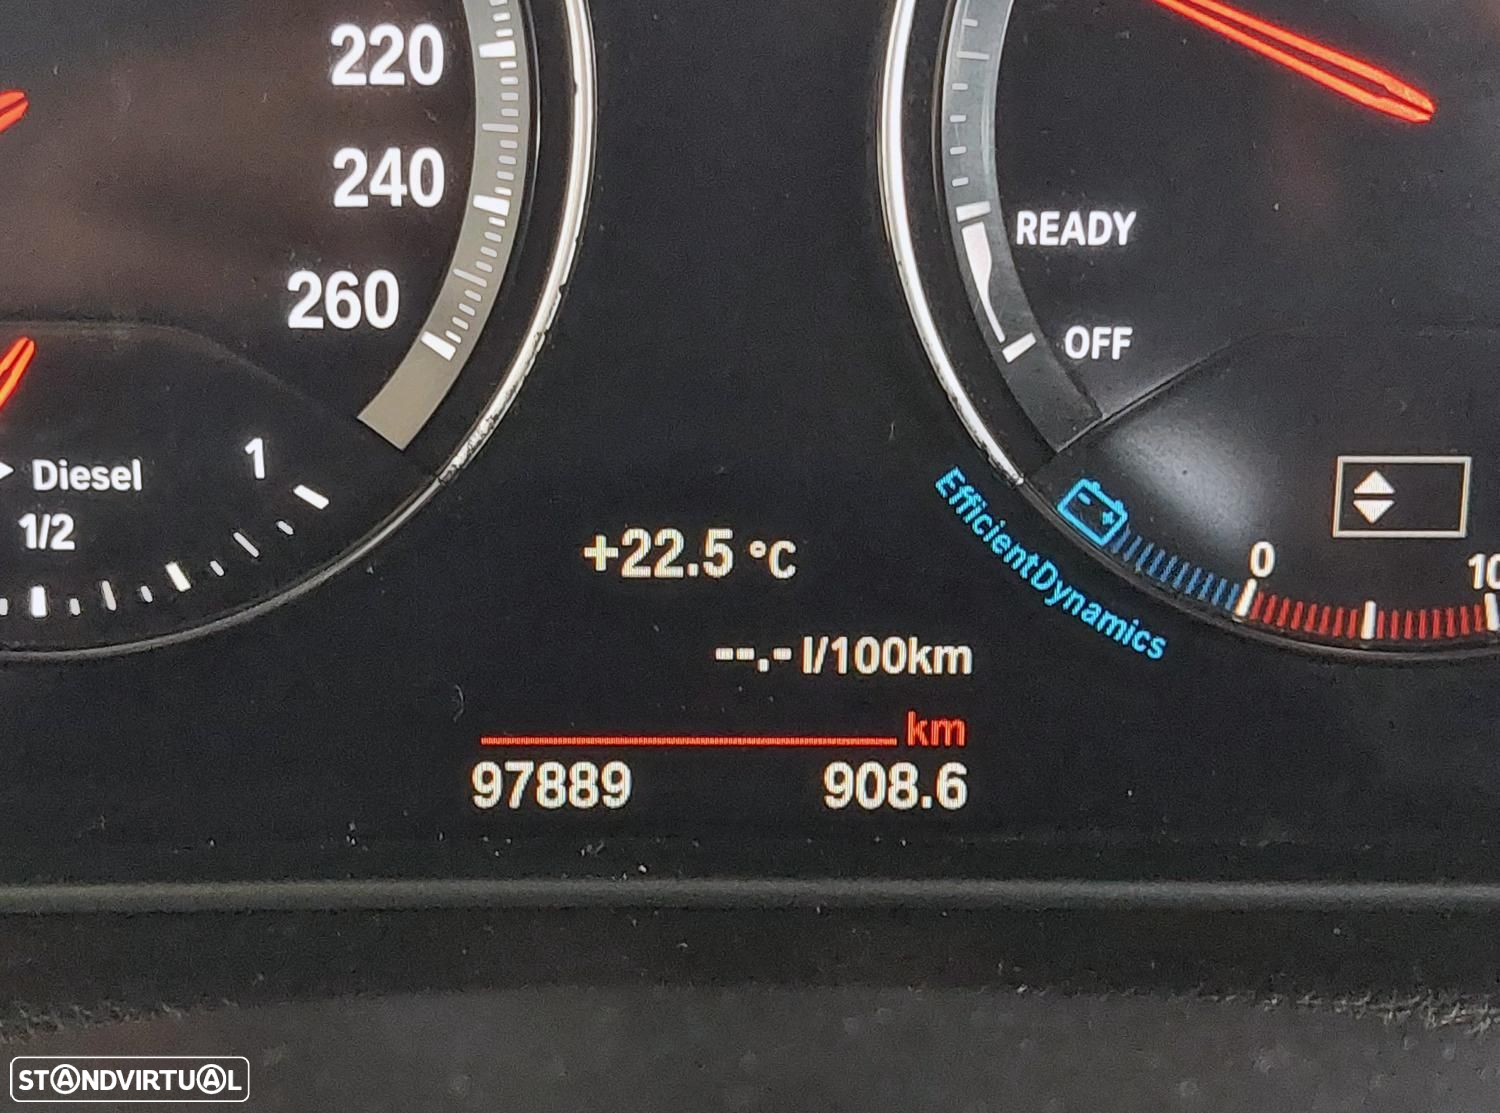 220
240
260
READY
OFF
Diesel
1
1/2
+22.5 °C
EfficientDynamics
0
10
--.- l/100km
km
97889 908.6
STANDVIRTUAL